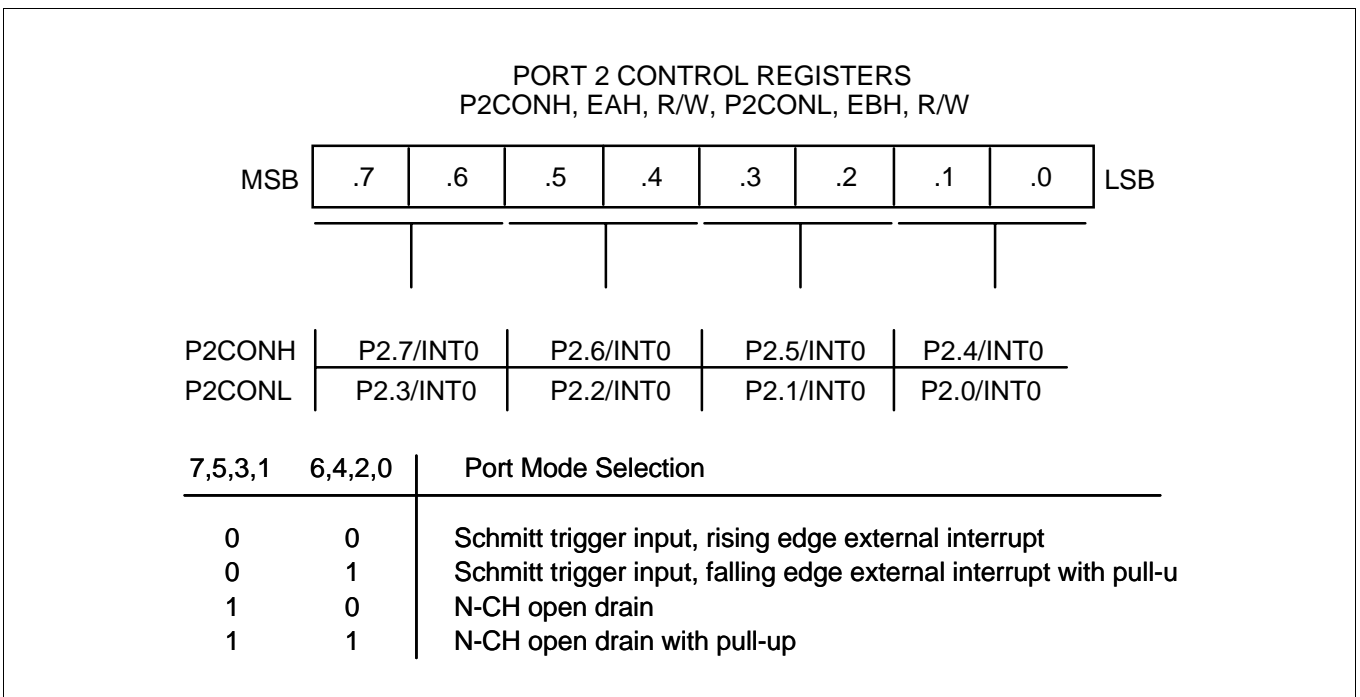 PORT 2 CONTROL REGISTERS
P2CONH, EAH, R/W, P2CONL, EBH, R/W
MSB .7 .6 .5 .4 .3 .2 .1 .0 LSB
P2CONH P2.7/INT0 P2.6/INT0 P2.5/INT0 P2.4/INT0
P2CONL P2.3/INT0 P2.2/INT0 P2.1/INT0 P2.0/INT0
7,5,3,1 6,4,2,0 Port Mode Selection
0 0 Schmitt trigger input, rising edge external interrupt
0 1 Schmitt trigger input, falling edge external interrupt with pull-u
1 0 N-CH open drain
1 1 N-CH open drain with pull-up